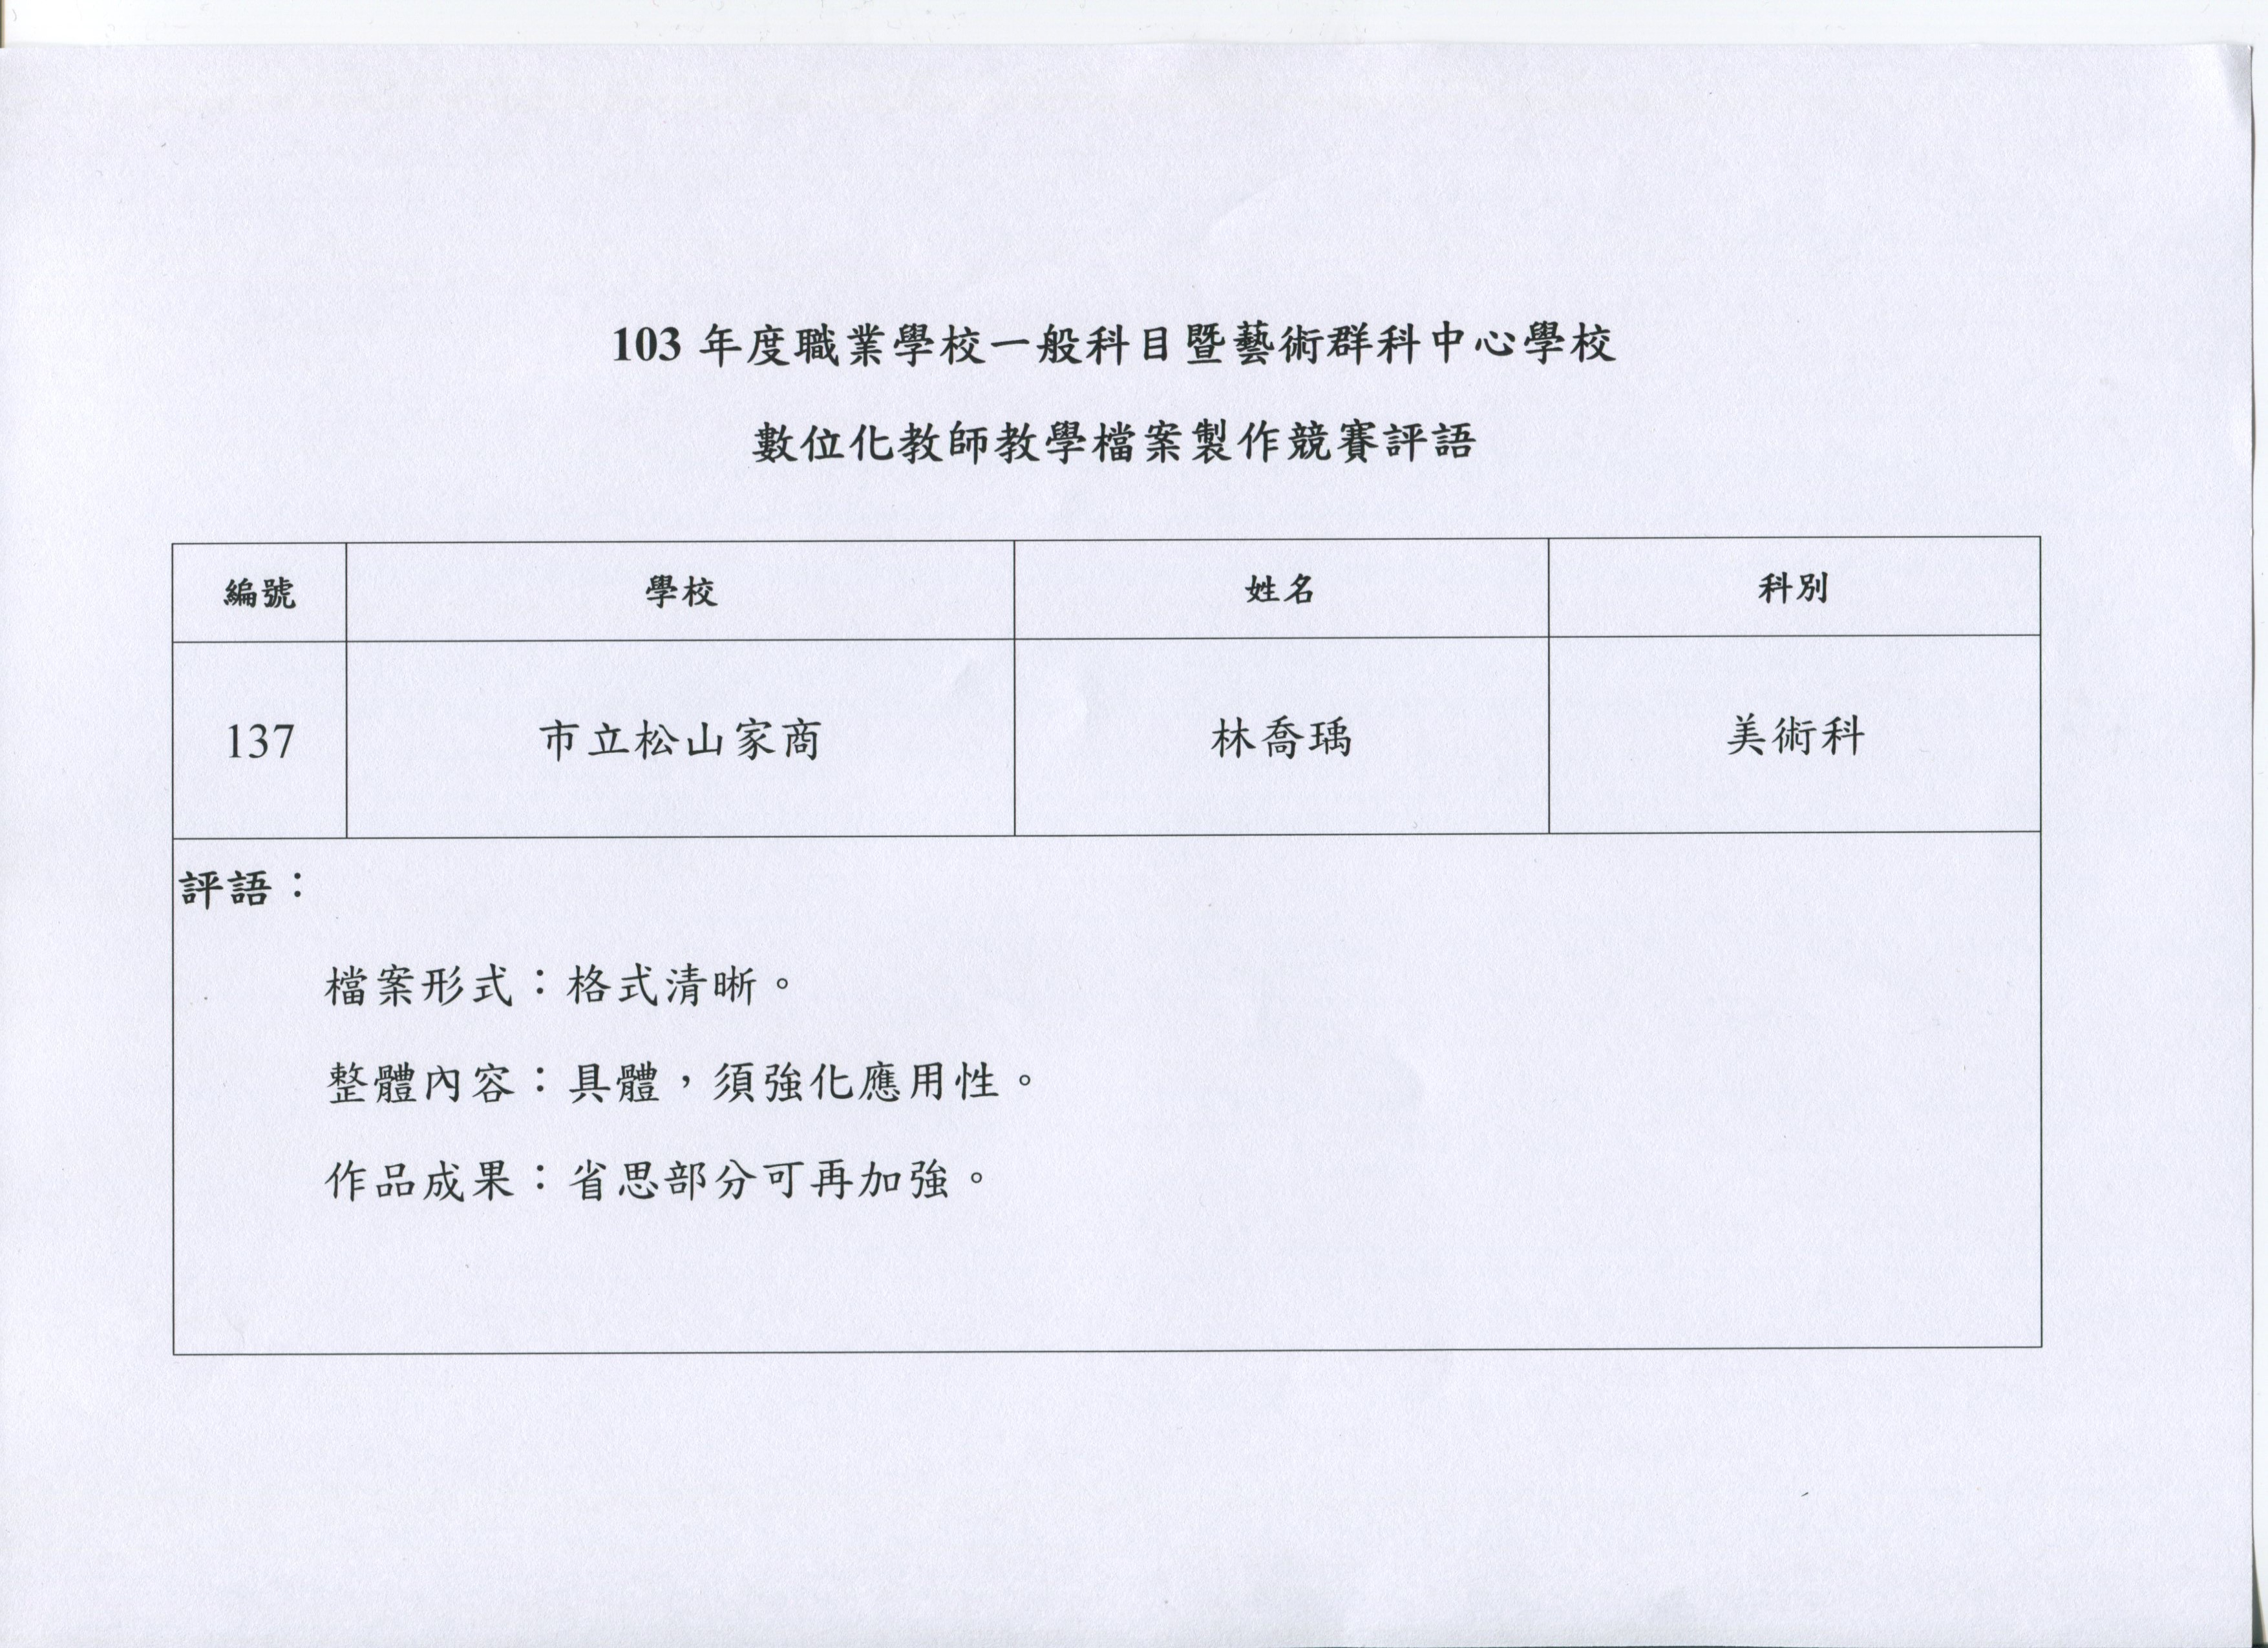 103 年度職業學校一般科目暨藝術群科中心學校
數位化教師教學檔案製作競賽評語
編號 學校 姓名 科別
137 市立松山家商 林喬瑀 美術科
評語：
檔案形式：格式清晰。
整體內容：具體，須強化應用性。
作品成果：省思部分可再加強。